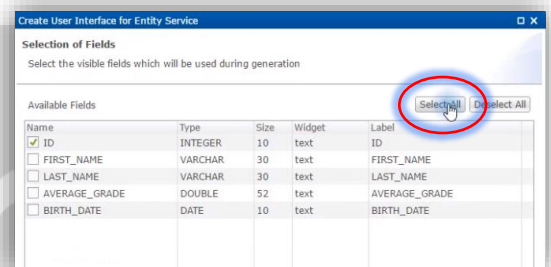 Create User Interface for Entity Service
Selection of Fields
Select the visible fields which will be used during generation
Available Fields Select All Deselect All
Name Type Size Widget Label
ID INTEGER 10 text ID
FIRST_NAME VARCHAR 30 text FIRST_NAME
LAST_NAME VARCHAR 30 text LAST_NAME
AVERAGE_GRADE DOUBLE 52 text AVERAGE_GRADE
BIRTH_DATE DATE 10 text BIRTH_DATE